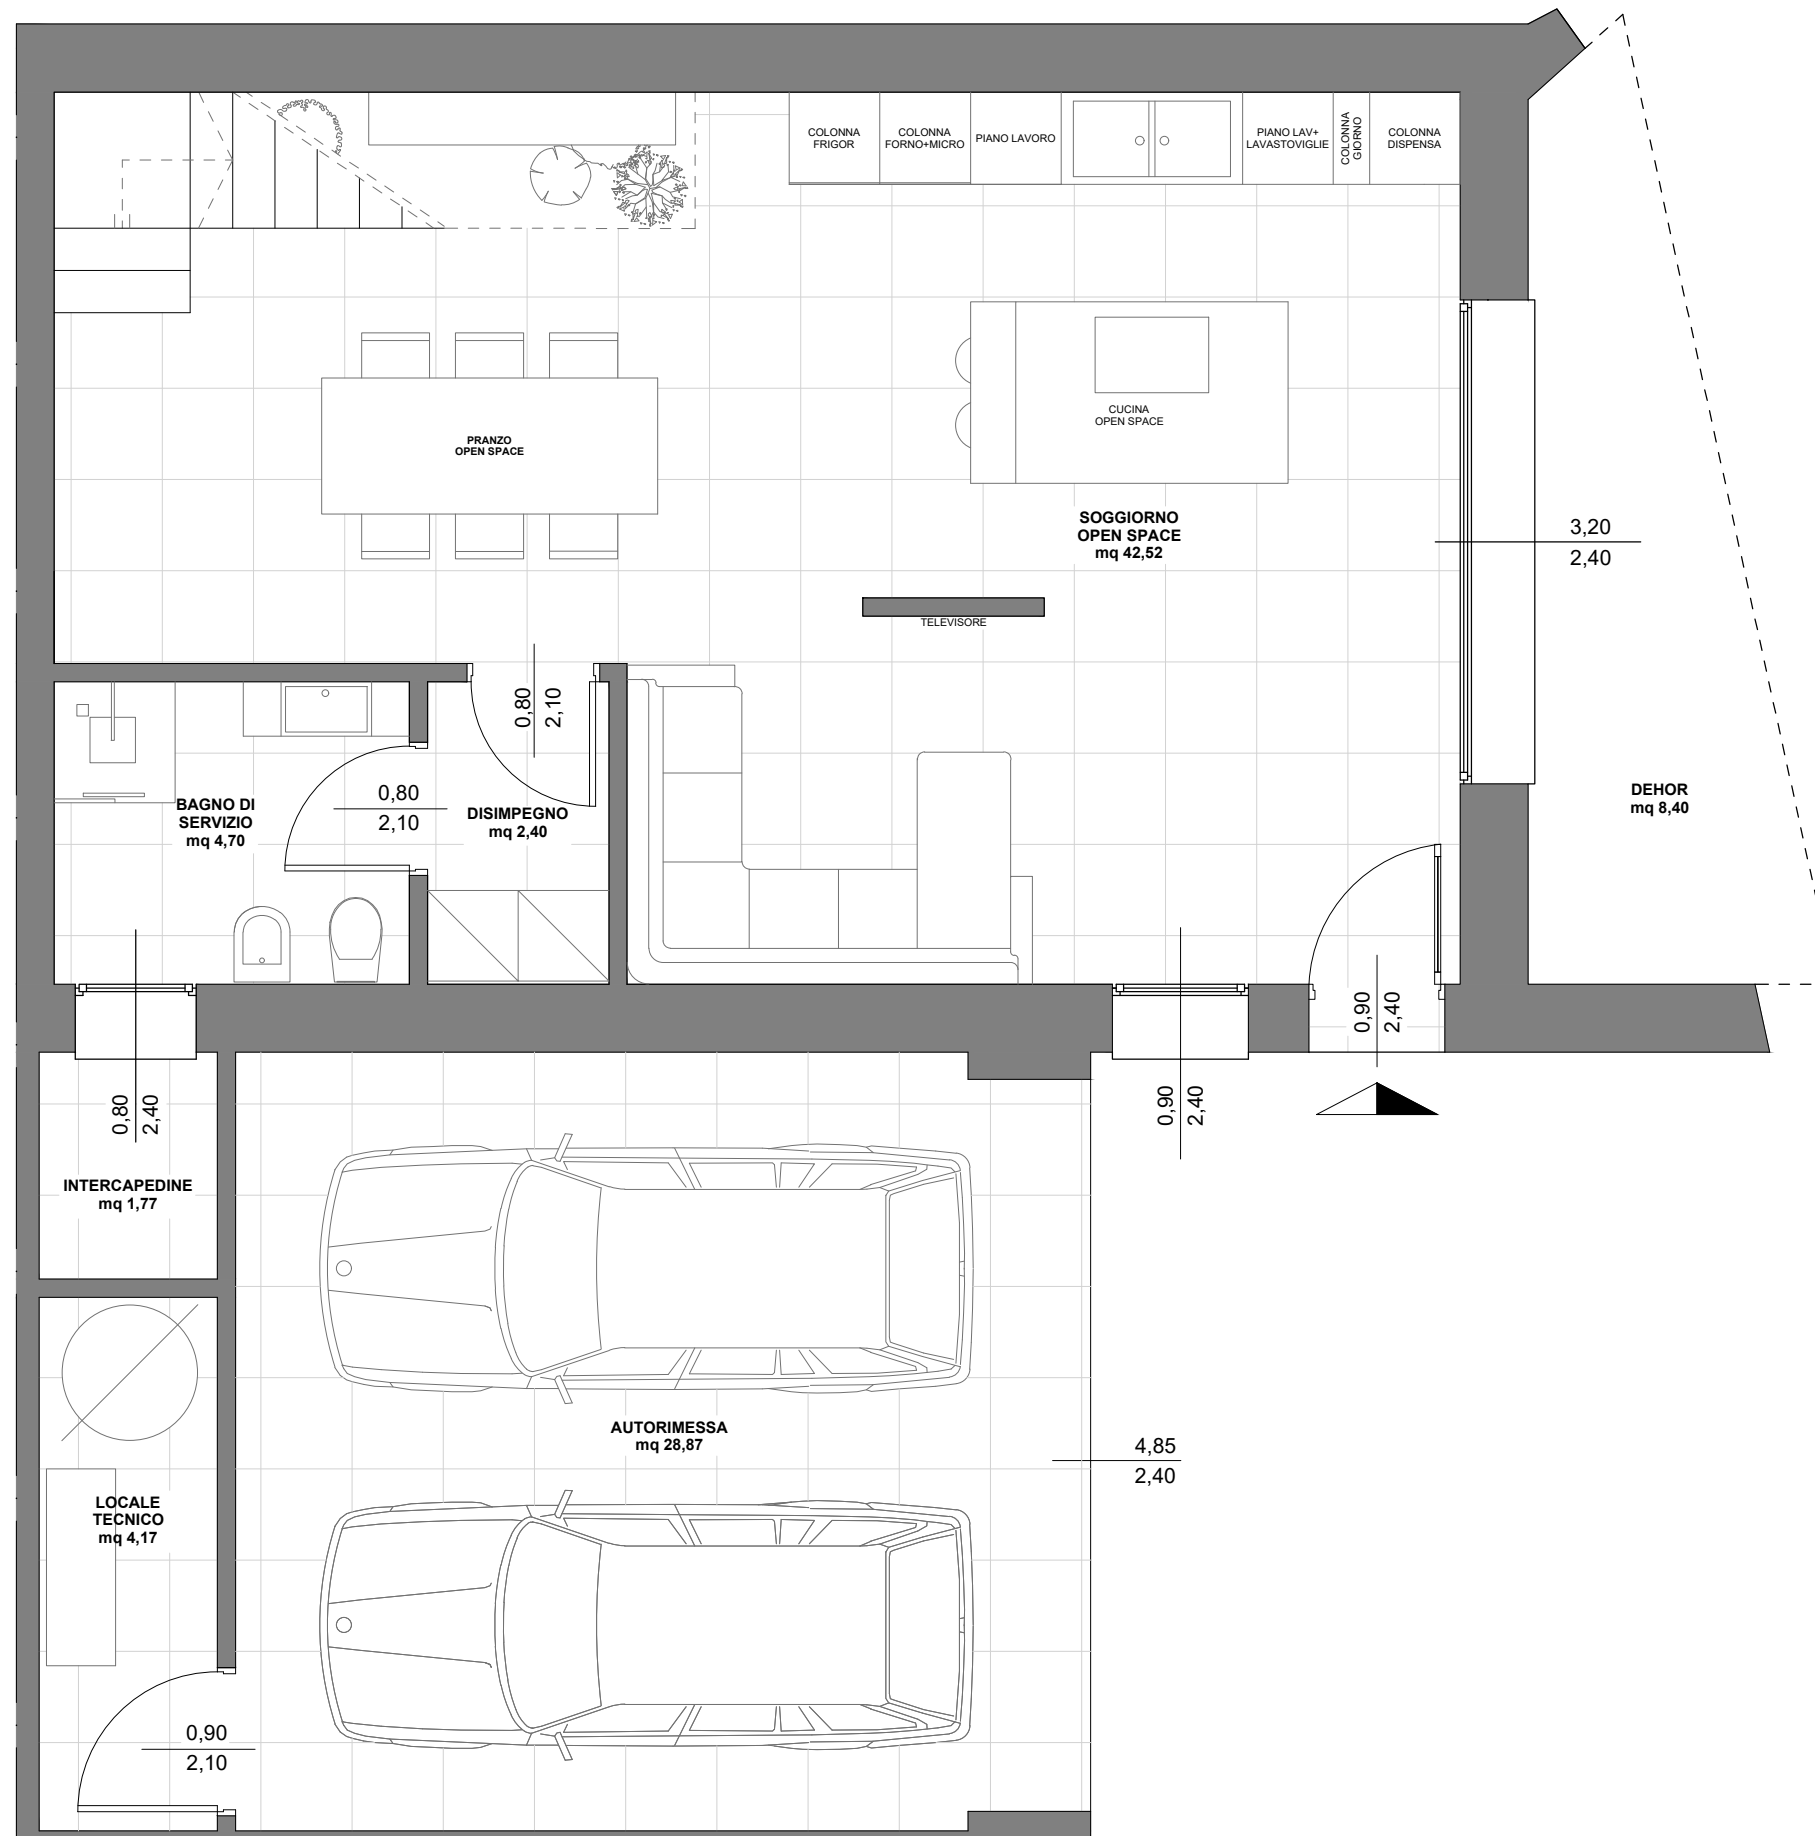 COLONNA
FRIGOR
COLONNA
FORNO+MICRO
PIANO LAVORO
PIANO LAV+
LAVASTOVIGLIE
COLONNA
GIORNO
COLONNA
DISPENSA
CUCINA
OPEN SPACE
PRANZO
OPEN SPACE
SOGGIORNO
OPEN SPACE
mq 42,52
3,20
2,40
TELEVISORE
0,80
2,10
BAGNO DI
SERVIZIO
mq 4,70
0,80
2,10
DISIMPEGNO
mq 2,40
DEHOR
mq 8,40
0,90
2,40
0,80
2,40
0,90
2,40
INTERCAPEDINE
mq 1,77
AUTORIMESSA
mq 28,87
4,85
2,40
LOCALE
TECNICO
mq 4,17
0,90
2,10